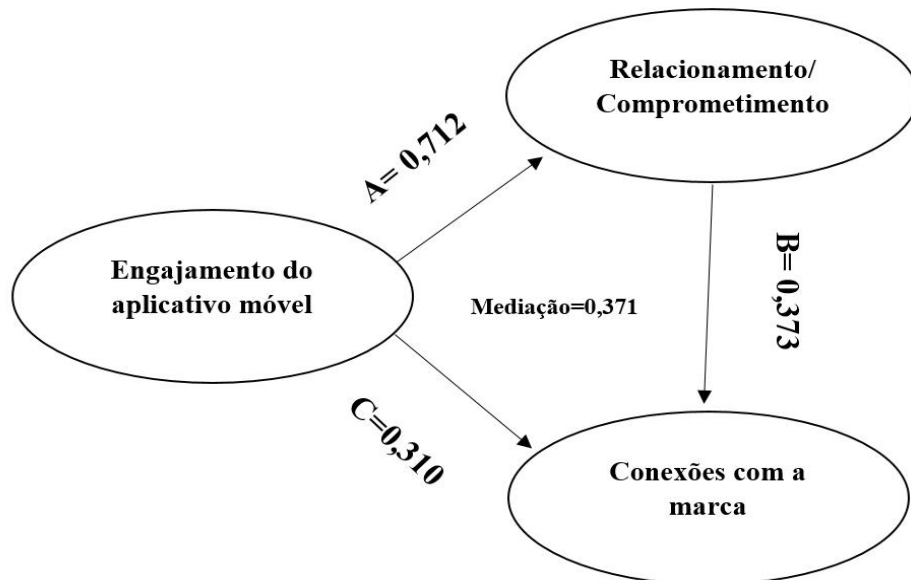 Relacionamento/
Comprometimento
A= 0,712
Engajamento do
aplicativo móvel
Mediação=0,371
B= 0,373
C=0,310
Conexões com a
marca